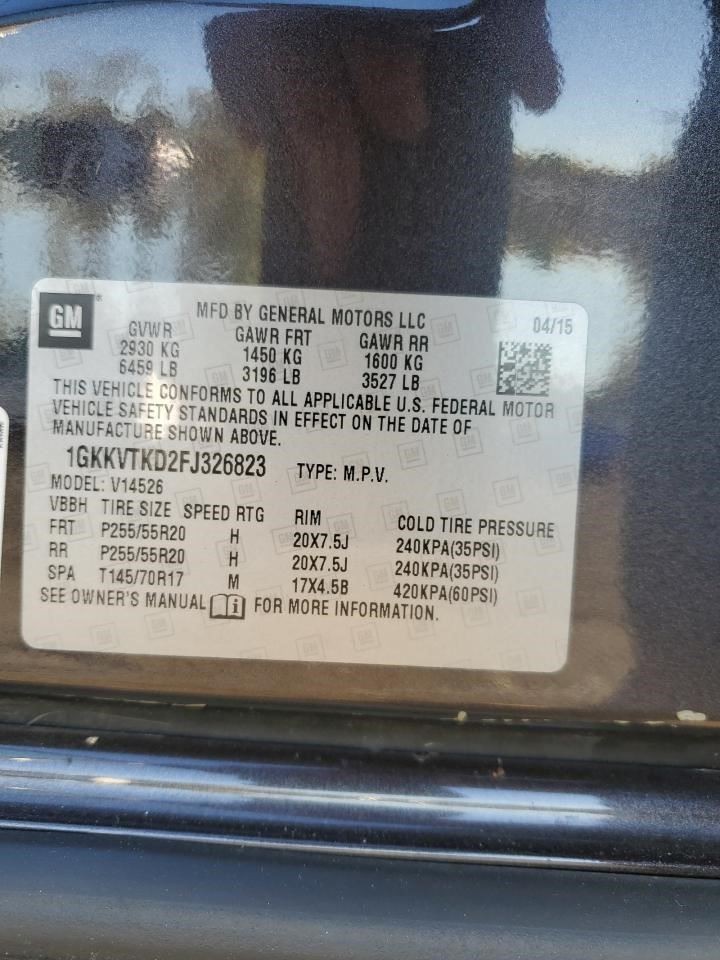 GM
MFD BY GENERAL MOTORS LLC 04/15
GVWR GAWR FRT GAWR RR
2930 KG 1450 KG 1600 KG
6459 LB 3196 LB 3527 LB
THIS VEHICLE CONFORMS TO ALL APPLICABLE U.S. FEDERAL MOTOR
VEHICLE SAFETY STANDARDS IN EFFECT ON THE DATE OF
MANUFACTURE SHOWN ABOVE.
1GKKVTKD2FJ326823 TYPE: M.P.V.
MODEL: V14526
VBBH TIRE SIZE SPEED RTG RIM COLD TIRE PRESSURE
FRT P255/55R20 H 20X7.5J 240KPA(35PSI)
RR P255/55R20 H 20X7.5J 240KPA(35PSI)
SPA T145/70R17 M 17X4.5B 420KPA(60PSI)
SEE OWNER'S MANUAL i FOR MORE INFORMATION.